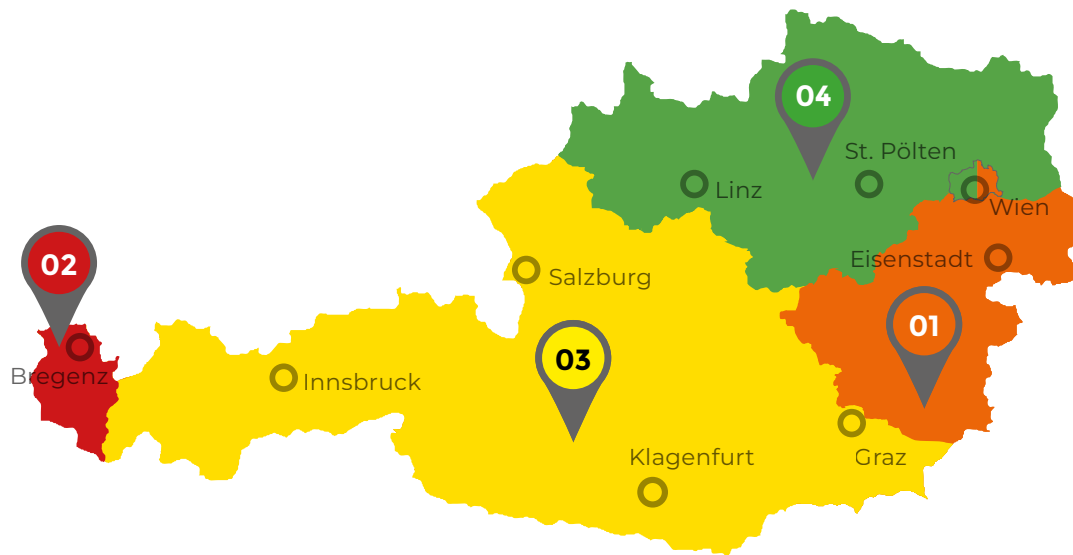 04
St. Pölten
Linz
Wien
02
Eisenstadt
Salzburg
01
03
Bregenz
Innsbruck
Klagenfurt
Graz